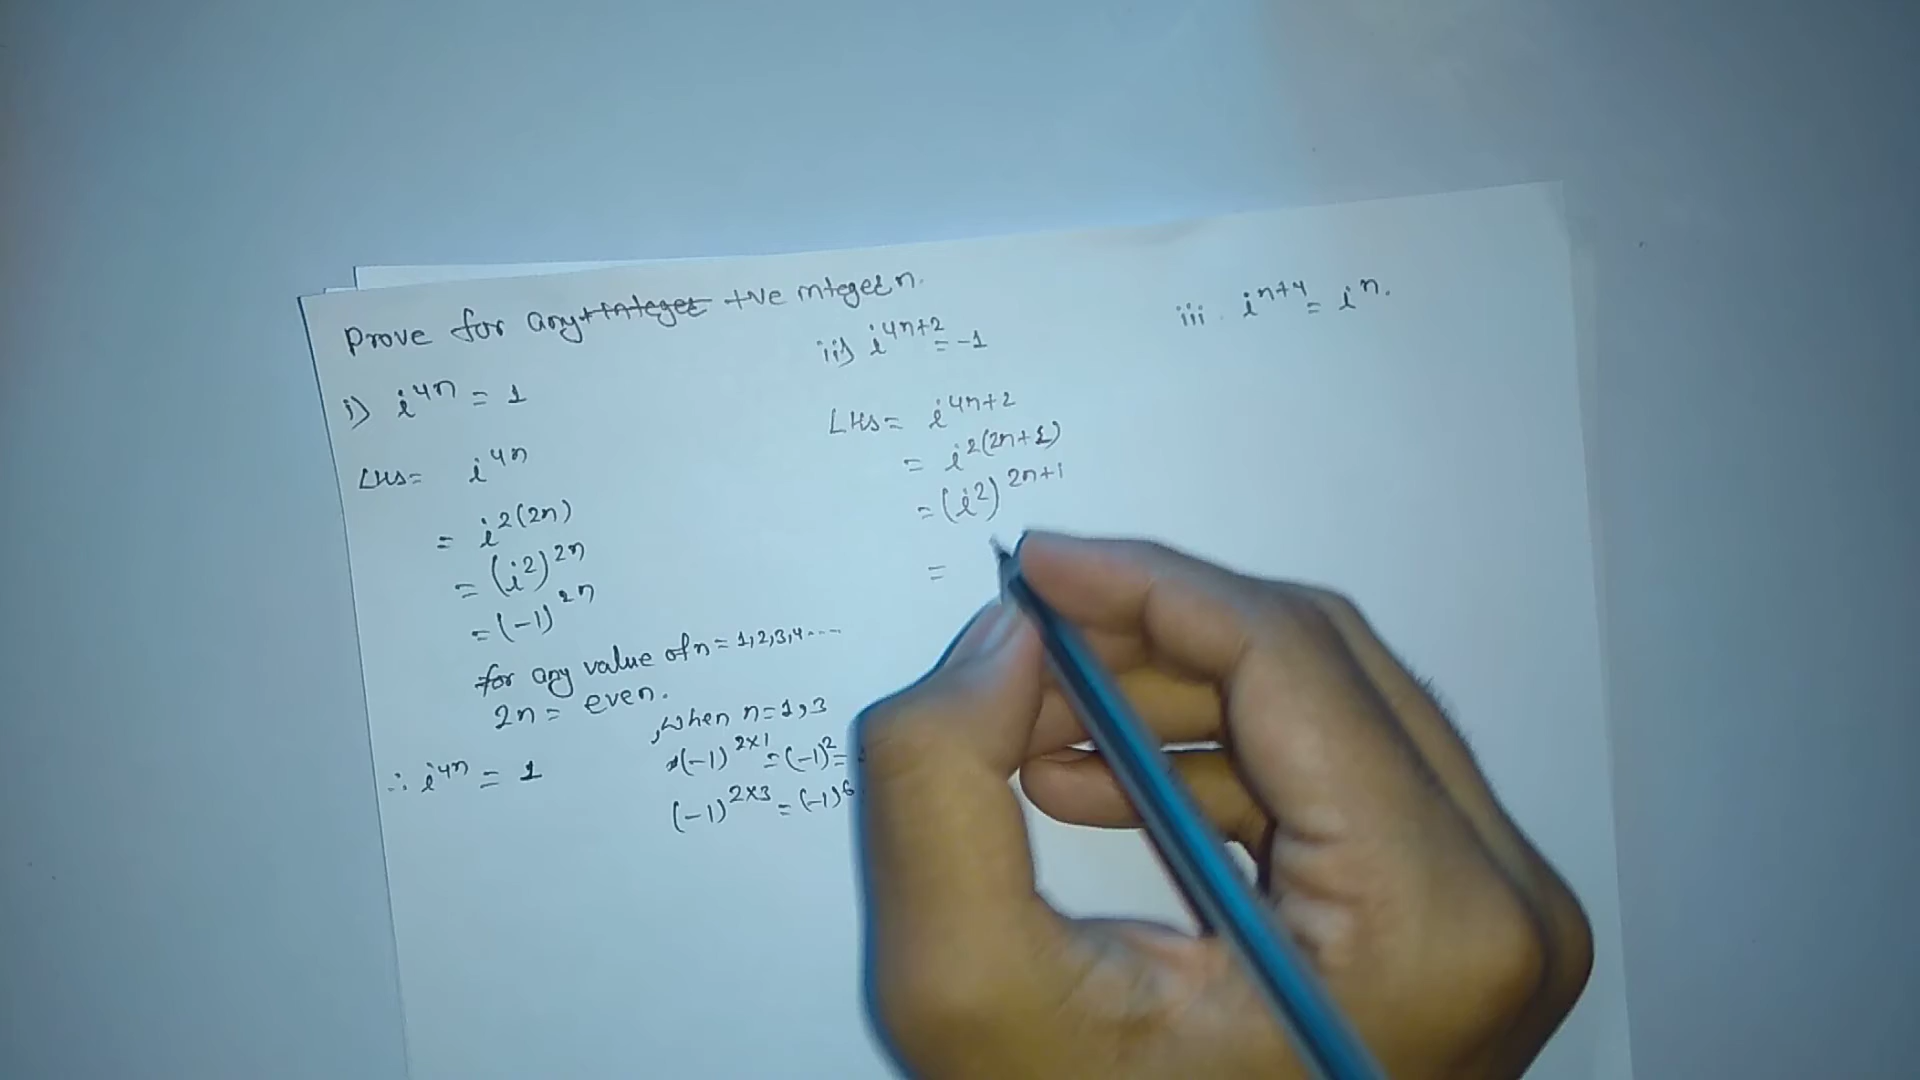 Prove for any +integer +ve integer n.
i) i^4n = 1
LHS = i^4n
= i^2(2n)
= (i^2)^2n
= (-1)^2n
for any value of n = 1,2,3,4....
2n = even.
, when n=1,3
(-1)^2×1 = (-1)^2 =
(-1)^2×3 = (-1)^6
∴ i^4n = 1
ii) i^4n+2 = -1
LHS = i^4n+2
= i^2(2n+1)
= (i^2)^2n+1
=
iii. i^n+4 = i^n.